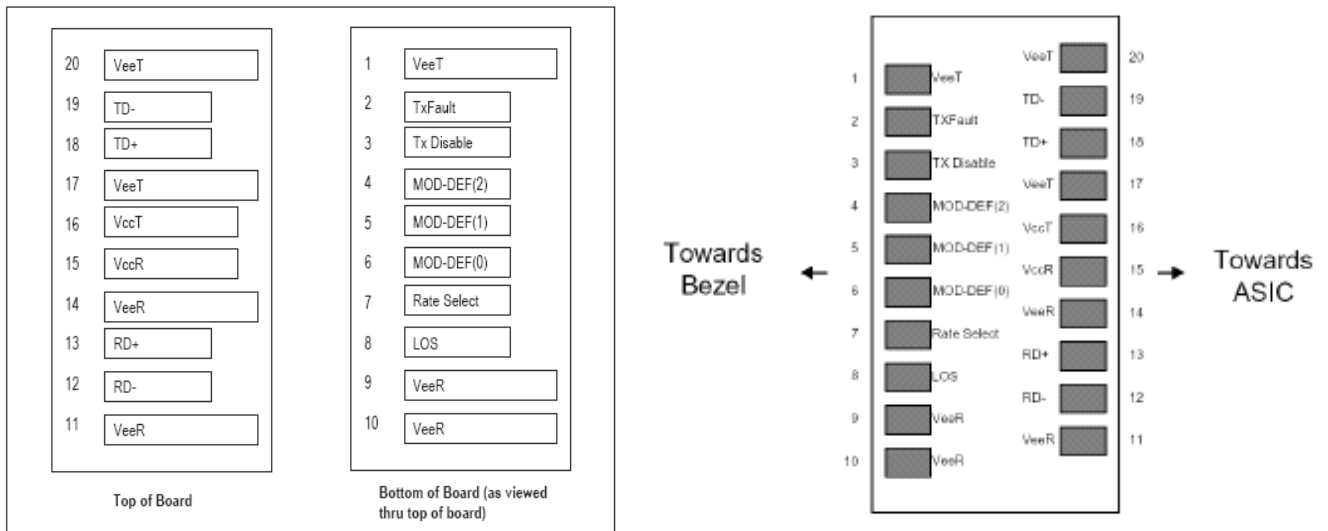 20 VeeT
19 TD-
18 TD+
17 VeeT
16 VccT
15 VccR
14 VeeR
13 RD+
12 RD-
11 VeeR
Top of Board
1 VeeT
2 TxFault
3 Tx Disable
4 MOD-DEF(2)
5 MOD-DEF(1)
6 MOD-DEF(0)
7 Rate Select
8 LOS
9 VeeR
10 VeeR
Bottom of Board (as viewed
thru top of board)
Towards
Bezel
1 VeeT
2 TXFault
3 TX Disable
4 MOD-DEF(2)
5 MOD-DEF(1)
6 MOD-DEF(0)
7 Rate Select
8 LOS
9 VeeR
10 VeeR
VeeT 20
TD- 19
TD+ 18
VeeT 17
VccT 16
VccR 15
VeeR 14
RD+ 13
RD- 12
VeeR 11
Towards
ASIC